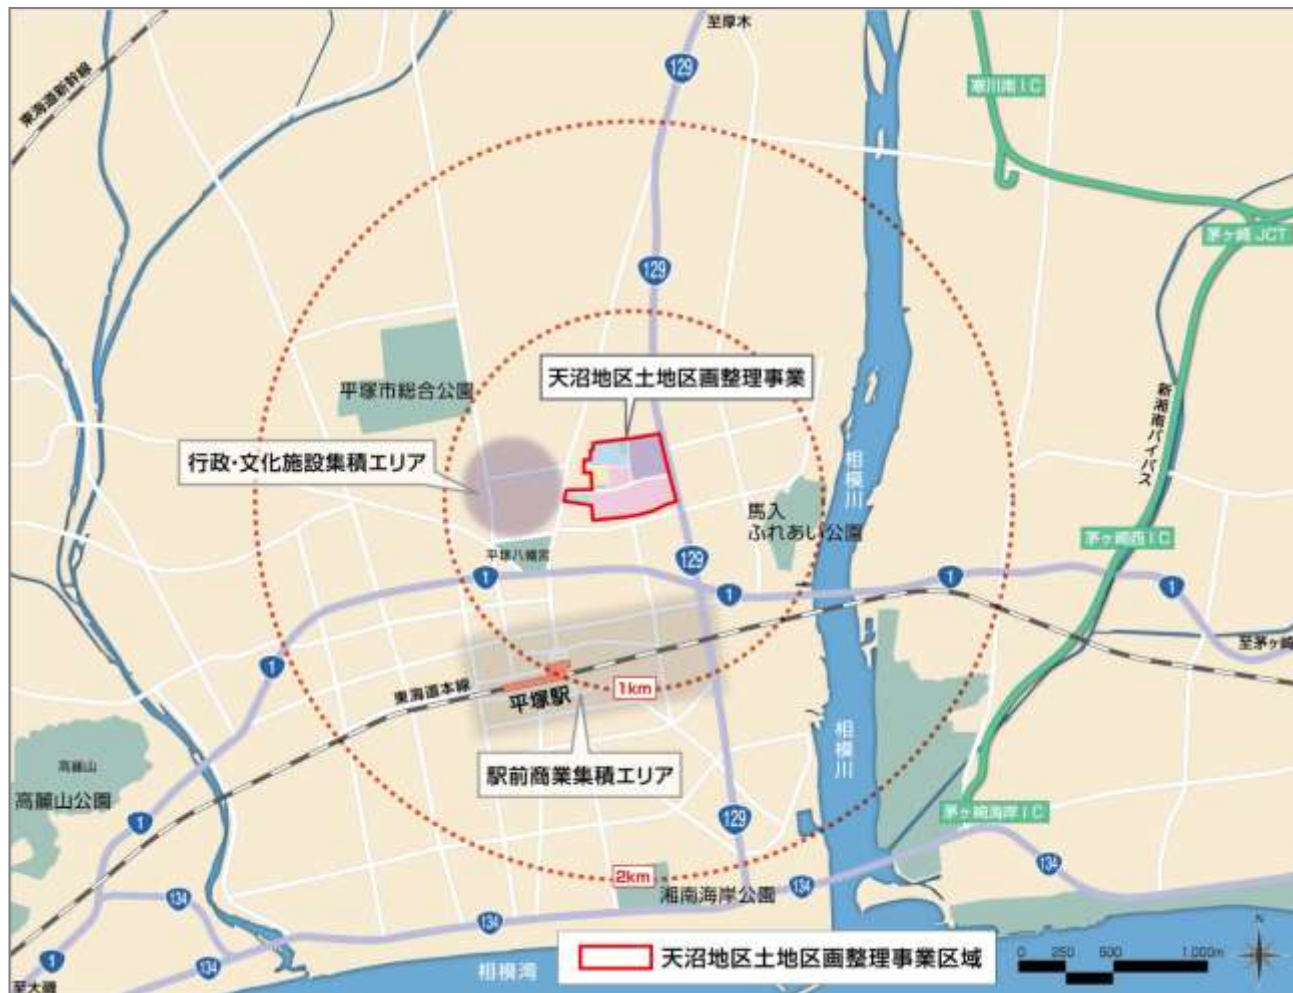 至厚木
129
東海道新幹線
寒川南IC
茅ヶ崎 JCT
129
天沼地区土地区画整理事業
平塚市総合公園
行政・文化施設集積エリア
新湘南バイパス
相模川
馬入
ふれあい公園
平塚八幡宮
茅ヶ崎西IC
129
1
1
1
1
至茅ヶ崎
1
東海道本線
平塚駅
1km
相模川
駅前商業集積エリア
高麗山
高麗山公園
1
129
茅ヶ崎海岸IC
134
2km
湘南海岸公園
134
134
134
134
1
至大磯
相模湾
天沼地区土地区画整理事業区域
0 250 500 1,000m
N